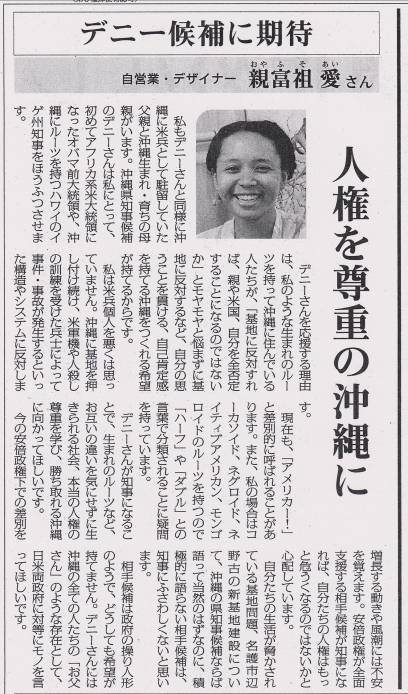 デニー候補に期待
おやふそ あい
自営業・デザイナー 親富祖 愛さん
人権を尊重の沖縄に
私もデニーさんと同様に沖
縄に米兵として駐留していた
父親と沖縄生まれ・育ちの母
親がいます。沖縄県知事候補
のデニーさんは私にとって、
初めてアフリカ系米大統領に
なったオバマ前大統領や、沖
縄にルーツを持つハワイのイ
ゲ州知事をほうふつさせま
す。
デニーさんを応援する理由
は、私のような生まれのルー
ツを持って沖縄に住んでいる
人たちが、「基地に反対すれ
ば、親や米国、自分を全否定
することになるのではない
か」とモヤモヤと悩まずに基
地に反対するなど、自分の思
うことを貫ける、自己肯定感
を持てる沖縄をつくれる希望
が持てるからです。
私は米兵個人を悪くは思っ
ていません。沖縄に基地を押
し付け続け、米軍機や人殺し
の訓練を受けた兵士によって
事件・事故が発生するといっ
た構造やシステムに反対しま
す。
現在も、「アメリカー!」
と差別的に呼ばれることがあ
ります。また、私の場合はコ
ーカソイド、ネグロイド、ネ
イティブアメリカン、モンゴ
ロイドのルーツを持つので
「ハーフ」や「ダブル」との
言葉で分類されることに疑問
を持っています。
デニーさんが知事になるこ
とで、生まれのルーツなど、
お互いの違いを気にせずに生
きられる社会、本当の人権の
尊重を学び、勝ち取れる沖縄
に向かってほしいです。
今の安倍政権下での差別を
増長する動きや風潮には不安
を覚えます。安倍政権が全面
支援する相手候補が知事にな
れば、自分たちの人権はもっ
と危うくなるのではないかと
心配しています。
自分たちの生活が脅かされ
ている基地問題、名護市辺
野古の新基地建設につい
て、沖縄の県知事候補ならば
語って当然のはずなのに、積
極的に語らない相手候補は、
知事にふさわしくないと思い
ます。
相手候補は政府の操り人形
のようで、どうしても希望が
持てません。デニーさんには
沖縄の全ての人たちの「お父
さん」のような存在として、
日米両政府に対等にモノを言
ってほしいです。